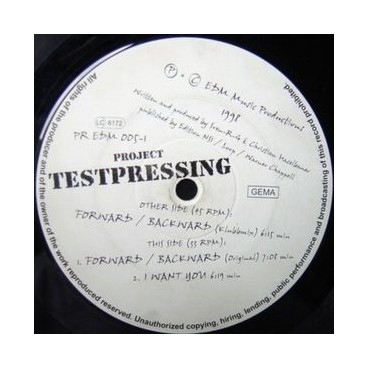 ℗ + © EDM Music Productions 1998
Written and produced by
& Christian
published by Edition / Warner Chappell
LC 8172
PR EDM 005-1
PROJECT
TESTPRESSING
GEMA
OTHER SIDE (45 RPM):
FORWARD / BACKWARD (Klubbmix) 6:15 min
THIS SIDE (33 RPM):
1. FORWARD / BACKWARD (Original) 7:08 min
2. I WANT YOU 6:19 min
All rights of the producer and of the owner of the work reproduced reserved. Unauthorized copying, hiring, lending, public performance and broadcasting of this record prohibited.